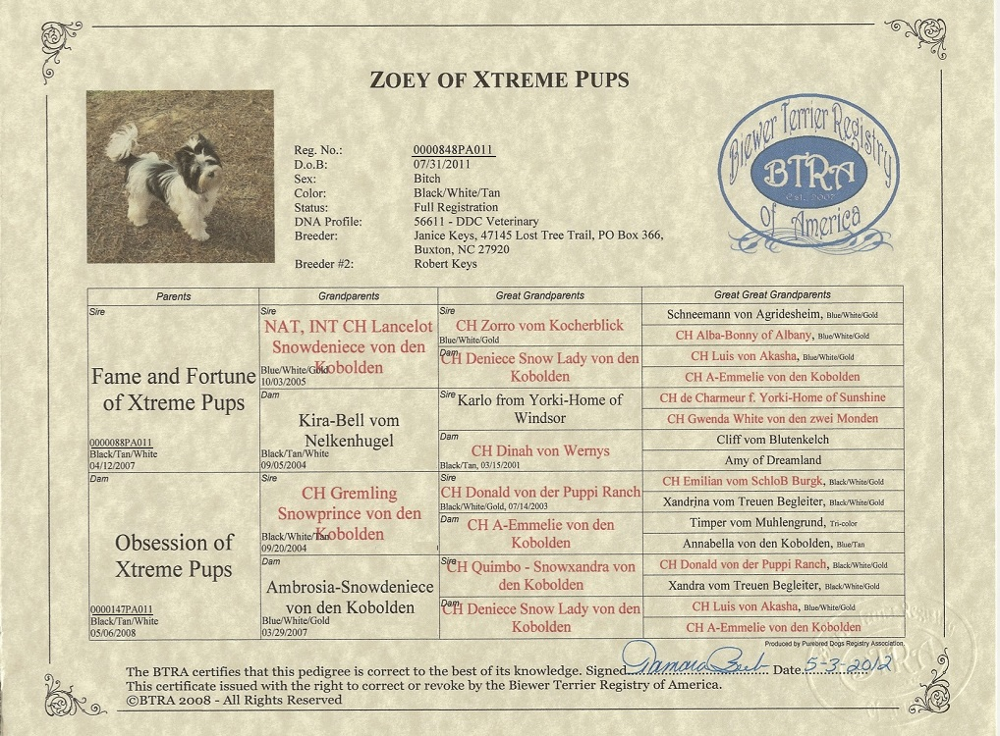 ZOEY OF XTREME PUPS
Reg. No.: 0000848PA011
D.o.B: 07/31/2011
Sex: Bitch
Color: Black/White/Tan
Status: Full Registration
DNA Profile: 56611 - DDC Veterinary
Breeder: Janice Keys, 47145 Lost Tree Trail, PO Box 366,
Buxton, NC 27920
Breeder #2: Robert Keys
Biewer Terrier Registry
BTRA
Est. 2007
Of America
Parents
Sire
Fame and Fortune
of Xtreme Pups
0000088PA011
Black/Tan/White
04/12/2007
Dam
Obsession of
Xtreme Pups
0000147PA011
Black/Tan/White
05/06/2008
Grandparents
Sire
NAT, INT CH Lancelot
Snowdeniece von den
Kobolden
Blue/White/Gold
10/03/2005
Dam
Kira-Bell vom
Nelkenhugel
Black/Tan/White
09/05/2004
Sire
CH Gremling
Snowprince von den
Kobolden
Black/White/Tan
09/20/2004
Dam
Ambrosia-Snowdeniece
von den Kobolden
Blue/White/Gold
03/29/2007
Great Grandparents
Sire
CH Zorro vom Kocherblick
Blue/White/Gold
Dam
CH Deniece Snow Lady von den
Kobolden
Sire
Karlo from Yorki-Home of
Windsor
Dam
CH Dinah von Wernys
Black/Tan, 03/15/2001
Sire
CH Donald von der Puppi Ranch
Black/White/Gold, 07/14/2003
Dam
CH A-Emmelie von den
Kobolden
Sire
CH Quimbo - Snowxandra von
den Kobolden
Dam
CH Deniece Snow Lady von den
Kobolden
Great Great Grandparents
Schneemann von Agridesheim, Blue/White/Gold
CH Alba-Bonny of Albany, Blue/White/Gold
CH Luis von Akasha, Blue/White/Gold
CH A-Emmelie von den Kobolden
CH de Charmeur f. Yorki-Home of Sunshine
CH Gwenda White von den zwei Monden
Cliff vom Blutenkelch
Amy of Dreamland
CH Emilian vom SchloB Burgk, Black/White/Gold
Xandrjna vom Treuen Begleiter, Black/White/Gold
Timper vom Muhlengrund, Tri-color
Annabella von den Kobolden, Blue/Tan
CH Donald von der Puppi Ranch, Black/White/Gold
Xandra vom Treuen Begleiter, Black/White/Gold
CH Luis von Akasha, Blue/White/Gold
CH A-Emmelie von den Kobolden
Produced by Purebred Dogs Registry Association
The BTRA certifies that this pedigree is correct to the best of its knowledge. Signed Date 5-3-2012
This certificate issued with the right to correct or revoke by the Biewer Terrier Registry of America.
©BTRA 2008 - All Rights Reserved